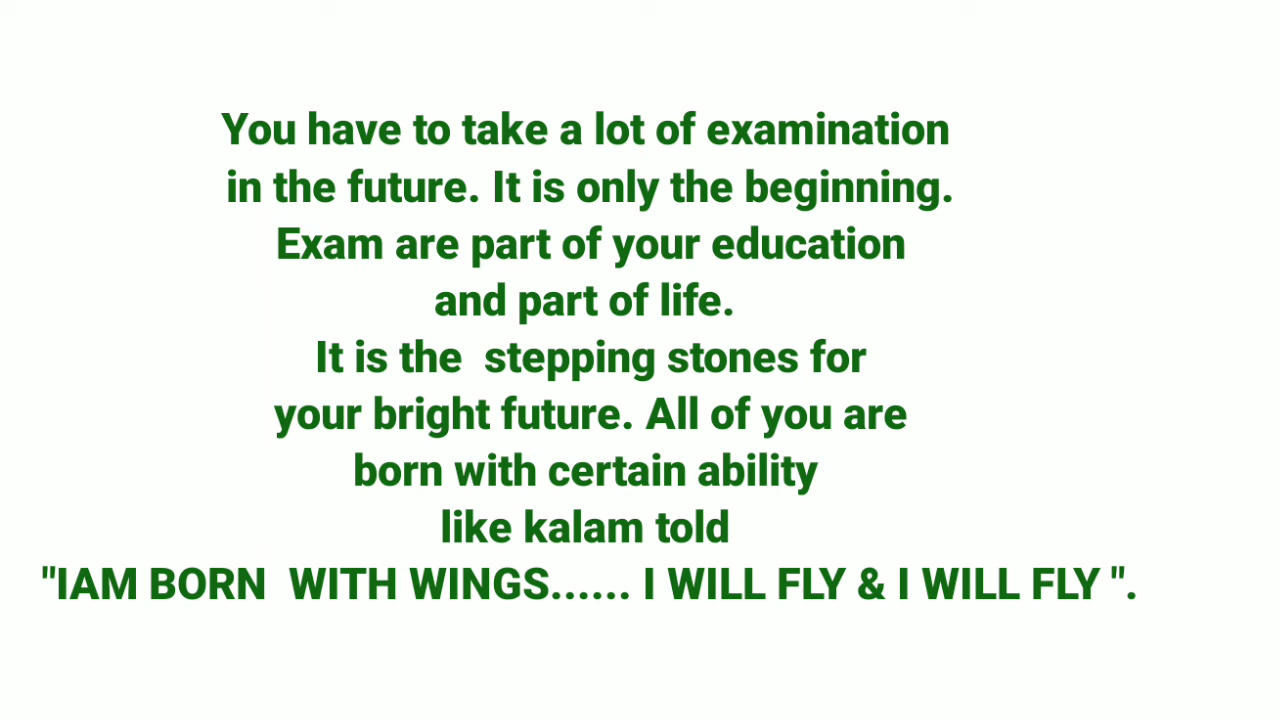 You have to take a lot of examination
in the future. It is only the beginning.
Exam are part of your education
and part of life.
It is the  stepping stones for
your bright future. All of you are
born with certain ability
like kalam told
"IAM BORN  WITH WINGS...... I WILL FLY & I WILL FLY ".